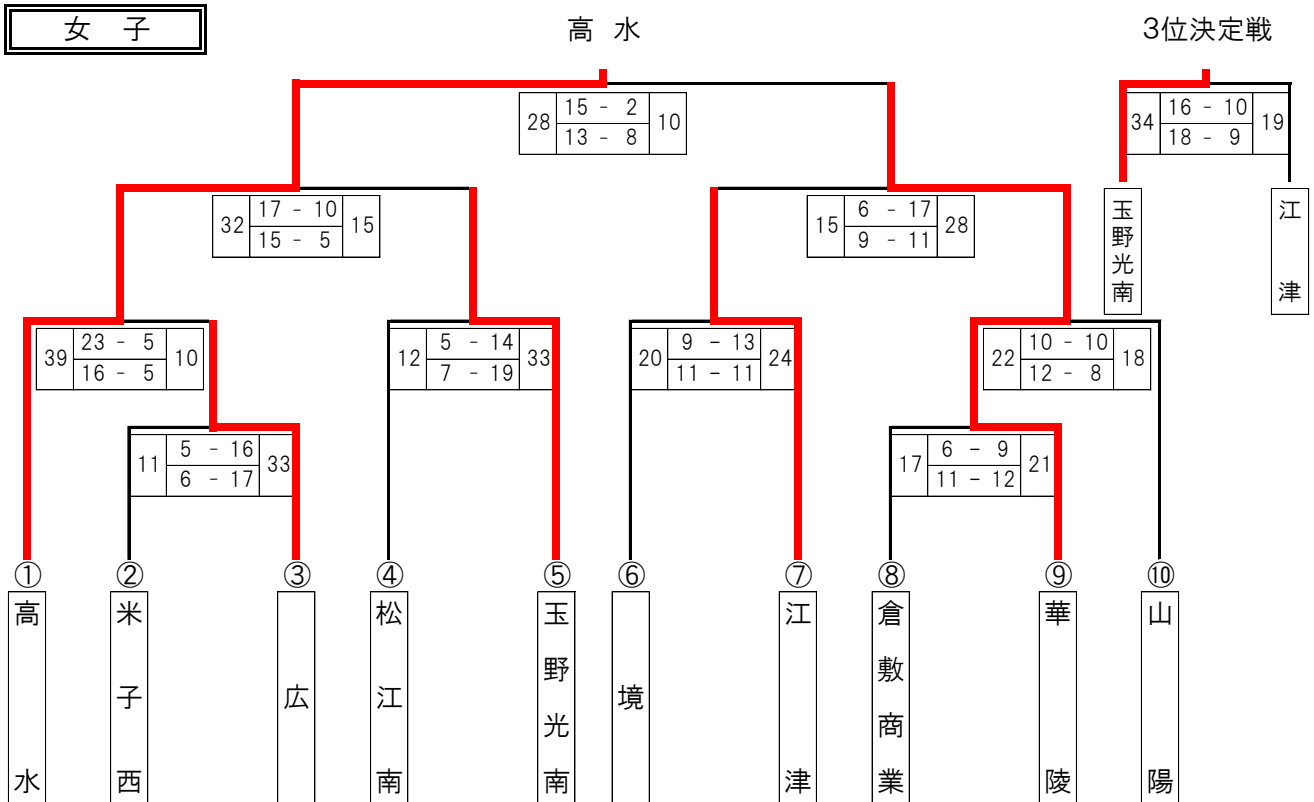 女子
高水
3位決定戦
28 15 - 2 10
13 - 8
34 16 - 10 19
18 - 9
32 17 - 10 15
15 - 5
15 6 - 17 28
9 - 11
玉野光南
江津
39 23 - 5 10
16 - 5
12 5 - 14 33
7 - 19
20 9 - 13 24
11 - 11
22 10 - 10 18
12 - 8
11 5 - 16 33
6 - 17
17 6 - 9 21
11 - 12
① ② ③ ④ ⑤ ⑥ ⑦ ⑧ ⑨ ⑩
高水
米子西
広
松江南
玉野光南
境
江津
倉敷商業
華陵
山陽